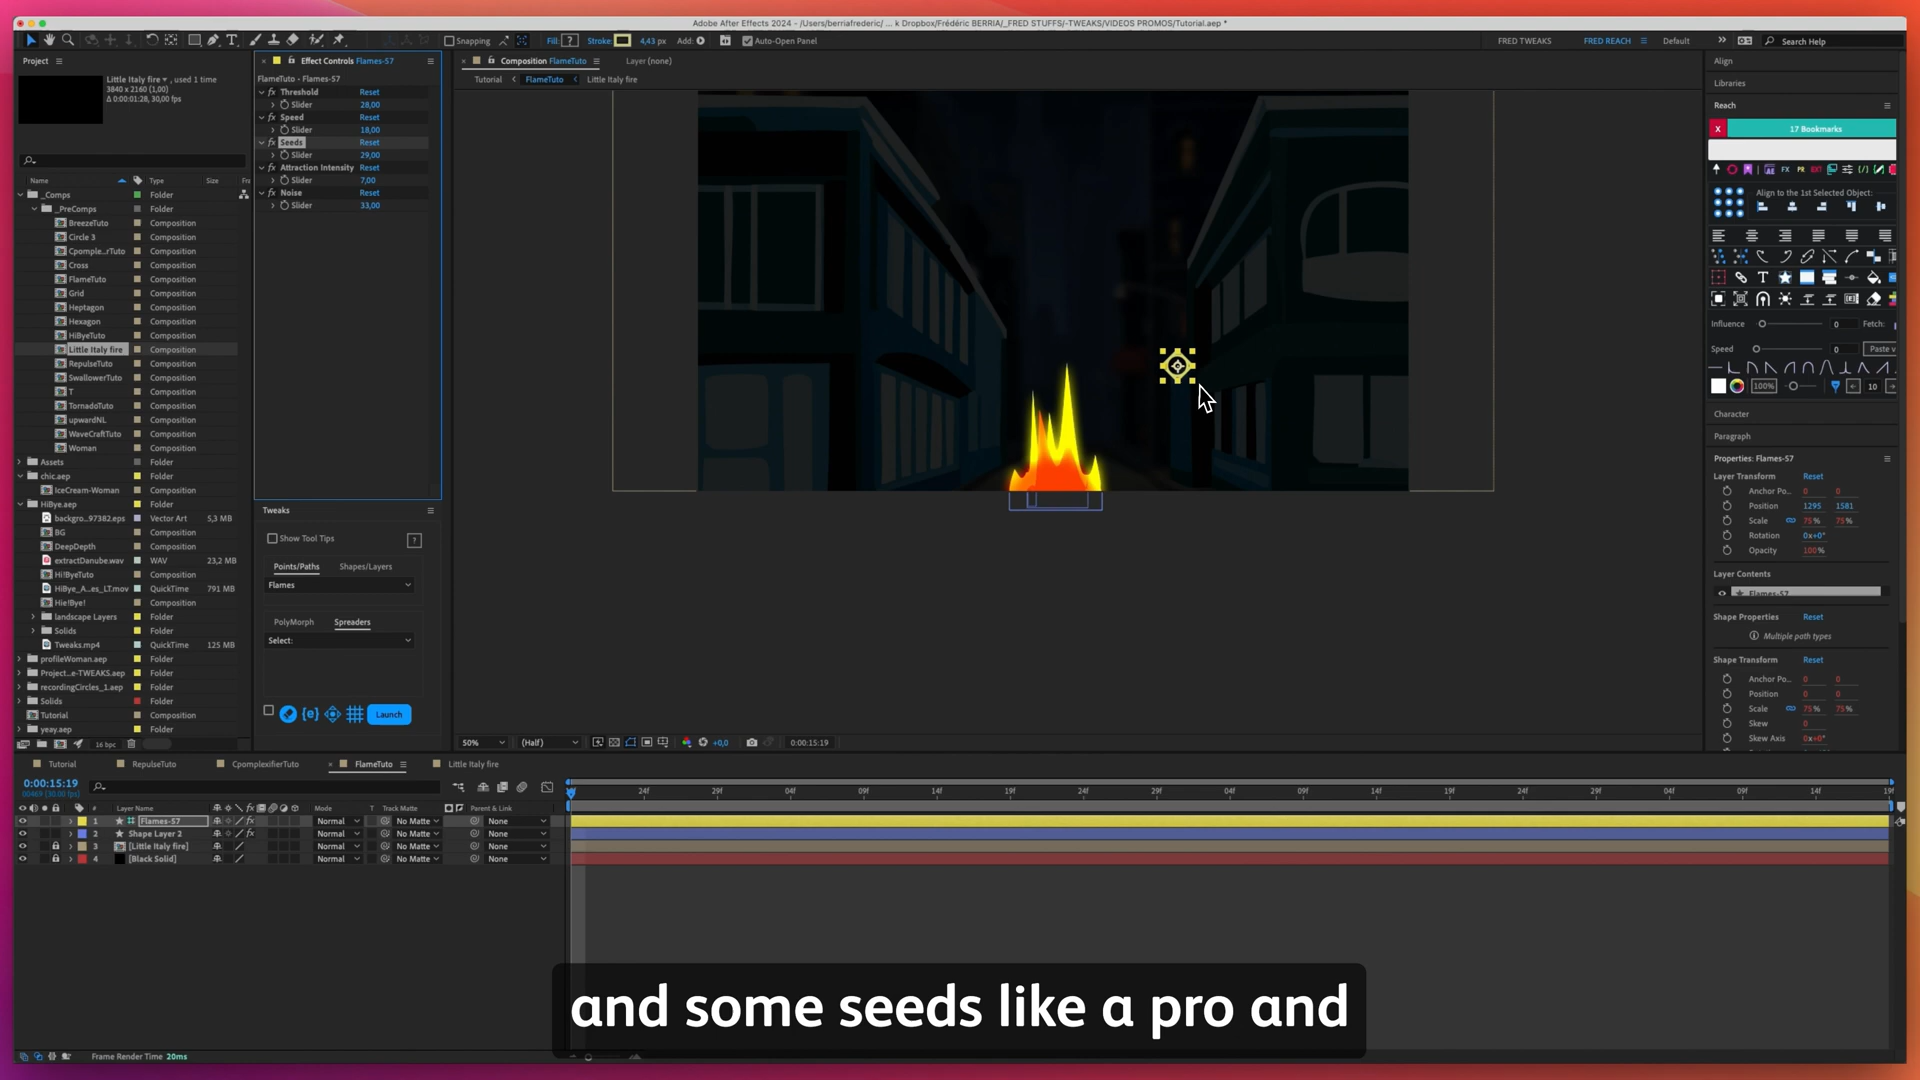 Adobe After Effects 2024 - /Users/berriafrederic/ ... k Dropbox/Frédéric BERRIA/_FRED STUFFS/-TWEAKS/VIDEOS PROMOS/Tutorial.aep *
Snapping
Fill: ?
Stroke:
4,43 px
Add:
Auto-Open Panel
FRED TWEAKS
FRED REACH
Default
Search Help
Project
Little Italy fire, used 1 time
3840 x 2160 (1,00)
Δ 0:00:01:28, 30,00 fps
Name Type Size Fra
_Comps Folder
_PreComps Folder
BreezeTuto Composition
Circle 3 Composition
Cpomple..rTuto Composition
Cross Composition
FlameTuto Composition
Grid Composition
Heptagon Composition
Hexagon Composition
HiByeTuto Composition
Little Italy fire Composition
RepulseTuto Composition
SwallowerTuto Composition
T Composition
TornadoTuto Composition
upwardNL Composition
WaveCraftTuto Composition
Woman Composition
Assets Folder
chic.aep Folder
IceCream-Woman Composition
HiBye.aep Folder
backgro..97382.eps Vector Art 5,3 MB
BG Composition
DeepDepth Composition
extractDanube.wav WAV 23,2 MB
Hi!ByeTuto Composition
HiBye_A...es_LT.mov QuickTime 791 MB
Hie!Bye! Composition
landscape Layers Folder
Solids Folder
Tweaks.mp4 QuickTime 125 MB
profileWoman.aep Folder
Project...e-TWEAKS.aep Folder
recordingCircles_1.aep Folder
Solids Folder
Tutorial Composition
yeay.aep Folder
16 bpc
Effect Controls Flames-57
FlameTuto • Flames-57
fx Threshold Reset
Slider 28,00
fx Speed Reset
Slider 18,00
fx Seeds Reset
Slider 29,00
fx Attraction Intensity Reset
Slider 7,00
fx Noise Reset
Slider 33,00
Tweaks
Show Tool Tips ?
Points/Paths Shapes/Layers
Flames
PolyMorph Spreaders
Select:
{e} Launch
Composition FlameTuto
Layer (none)
Tutorial FlameTuto Little Italy fire
50% (Half) +0,0 0:00:15:19
Align
Libraries
Reach
X 17 Bookmarks
Align to the 1st Selected Object:
Influence 0 Fetch:
Speed 0 Paste v
100% 10
Character
Paragraph
Properties: Flames-57
Layer Transform Reset
Anchor Po... 0 0
Position 1295 1581
Scale 75% 75%
Rotation 0x+0°
Opacity 100%
Layer Contents
Flames-57
Shape Properties Reset
Multiple path types
Shape Transform Reset
Anchor Po... 0 0
Position 0 0
Scale 75% 75%
Skew 0
Skew Axis 0x+0°
Tutorial RepulseTuto CpomplexifierTuto FlameTuto Little Italy fire
0:00:15:19
00469 (30.00 fps)
24f 29f 04f 09f 14f 19f 24f 29f 04f 09f 14f 19f 24f 29f 04f 09f 14f 19f
# Layer Name Mode T Track Matte Parent & Link
1 Flames-57 Normal No Matte None
2 Shape Layer 2 Normal No Matte None
3 [Little Italy fire] Normal No Matte None
4 [Black Solid] Normal No Matte None
and some seeds like a pro and
Frame Render Time 20ms